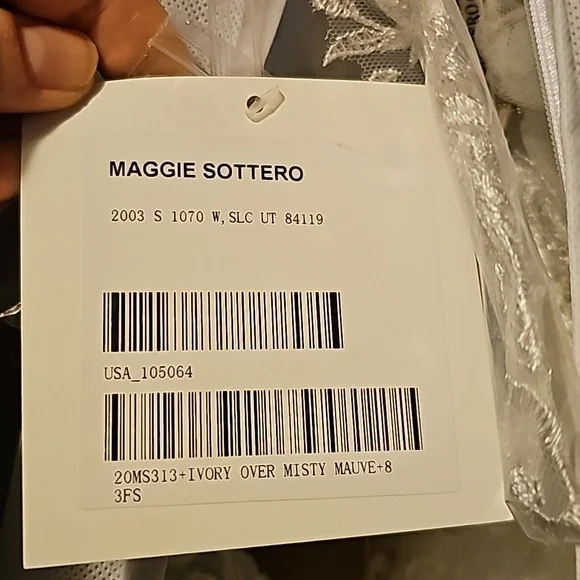 MAGGIE SOTTERO
2003 S 1070 W,SLC UT 84119
USA_105064
20MS313+IVORY OVER MISTY MAUVE+8
3FS